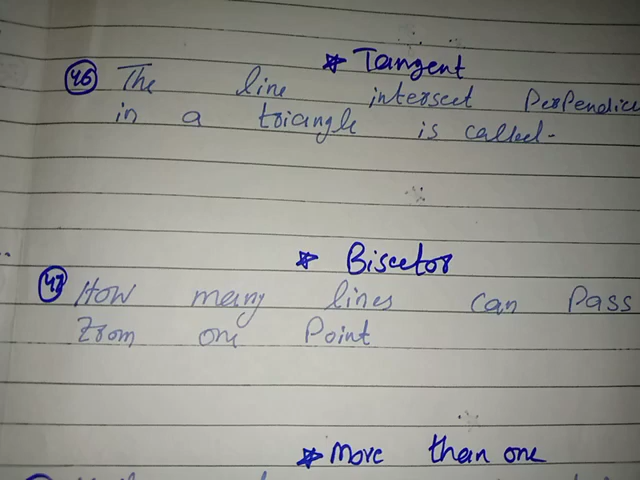 * Tangent
46 The line intersect
in a triangle is called-
* Bisector
47 How many lines can Pass
From one Point
* More than one